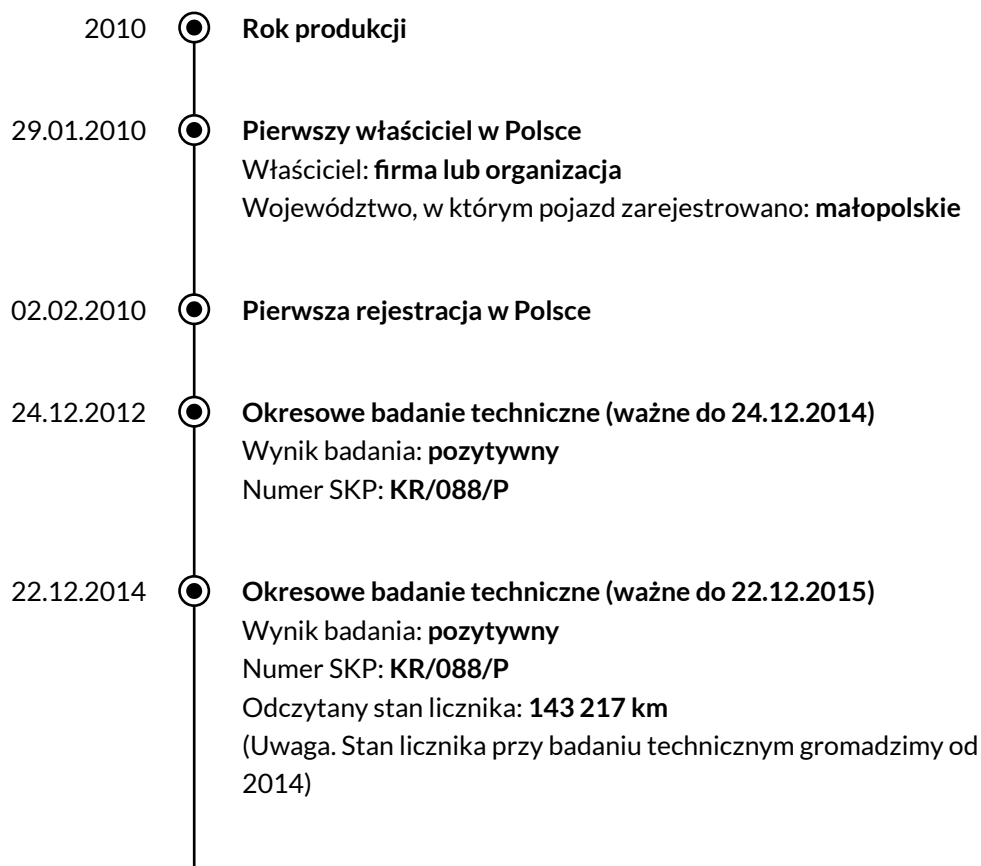 2010 Rok produkcji
29.01.2010 Pierwszy właściciel w Polsce
Właściciel: firma lub organizacja
Województwo, w którym pojazd zarejestrowano: małopolskie
02.02.2010 Pierwsza rejestracja w Polsce
24.12.2012 Okresowe badanie techniczne (ważne do 24.12.2014)
Wynik badania: pozytywny
Numer SKP: KR/088/P
22.12.2014 Okresowe badanie techniczne (ważne do 22.12.2015)
Wynik badania: pozytywny
Numer SKP: KR/088/P
Odczytany stan licznika: 143 217 km
(Uwaga. Stan licznika przy badaniu technicznym gromadzimy od
2014)